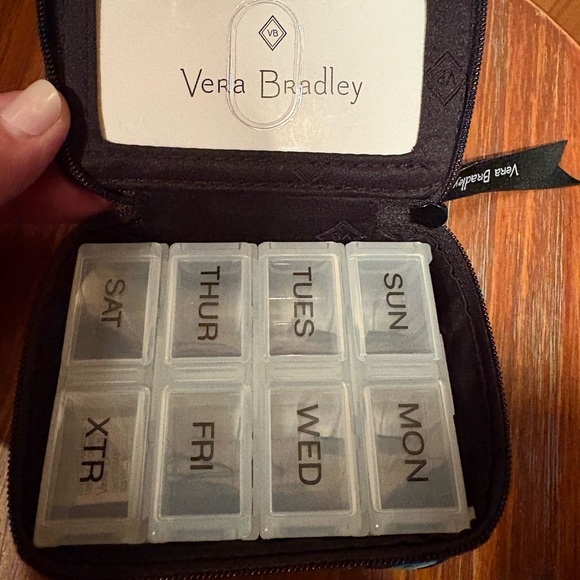 VB
Vera Bradley
Vera Bradley
SAT
THUR
TUES
SUN
XTR
FRI
WED
MON